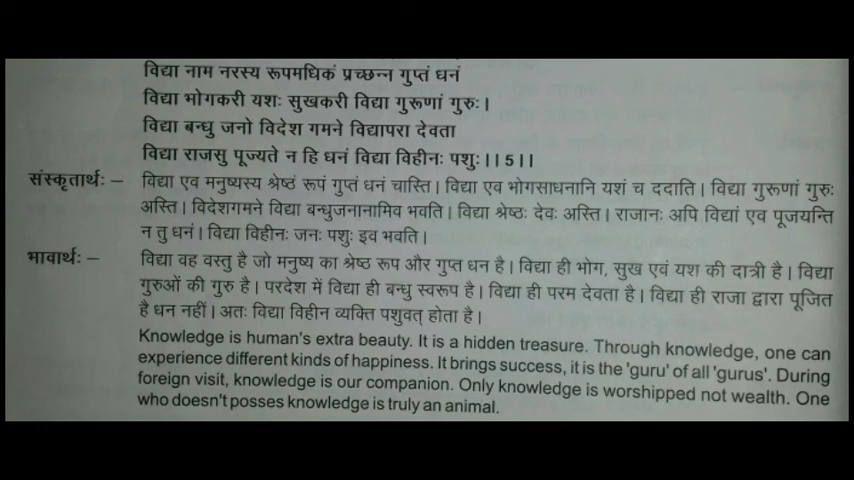 विद्या नाम नरस्य रूपमधिकं प्रच्छन्न गुप्तं धनं
विद्या भोगकरी यशः सुखकरी विद्या गुरूणां गुरुः।
विद्या बन्धु जनो विदेश गमने विद्यापरा देवता
विद्या राजसु पूज्यते न हि धनं विद्या विहीनः पशुः।।5।।
संस्कृतार्थः – विद्या एव मनुष्यस्य श्रेष्ठं रूपं गुप्तं धनं चास्ति। विद्या एव भोगसाधनानि यशं च ददाति। विद्या गुरूणां गुरुः
अस्ति। विदेशगमने विद्या बन्धुजनानामिव भवति। विद्या श्रेष्ठः देवः अस्ति। राजानः अपि विद्यां एव पूजयन्ति
न तु धनं। विद्या विहीनः जनः पशुः इव भवति।
भावार्थः – विद्या वह वस्तु है जो मनुष्य का श्रेष्ठ रूप और गुप्त धन है। विद्या ही भोग, सुख एवं यश की दात्री है। विद्या
गुरुओं की गुरु है। परदेश में विद्या ही बन्धु स्वरूप है। विद्या ही परम देवता है। विद्या ही राजा द्वारा पूजित
है धन नहीं। अतः विद्या विहीन व्यक्ति पशुवत् होता है।
Knowledge is human's extra beauty. It is a hidden treasure. Through knowledge, one can
experience different kinds of happiness. It brings success, it is the 'guru' of all 'gurus'. During
foreign visit, knowledge is our companion. Only knowledge is worshipped not wealth. One
who doesn't posses knowledge is truly an animal.